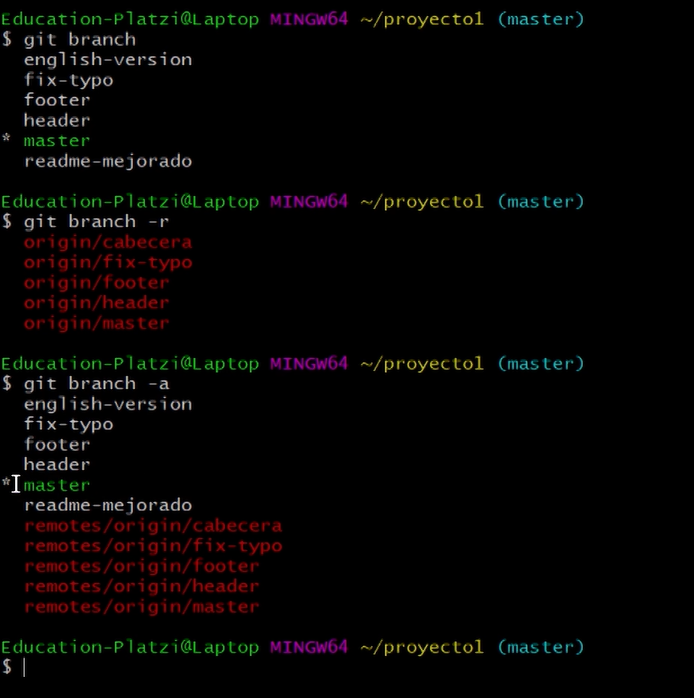 Education-Platzi@Laptop MINGW64 ~/proyecto1 (master)
$ git branch
  english-version
  fix-typo
  footer
  header
* master
  readme-mejorado

Education-Platzi@Laptop MINGW64 ~/proyecto1 (master)
$ git branch -r
  origin/cabecera
  origin/fix-typo
  origin/footer
  origin/header
  origin/master

Education-Platzi@Laptop MINGW64 ~/proyecto1 (master)
$ git branch -a
  english-version
  fix-typo
  footer
  header
* master
  readme-mejorado
  remotes/origin/cabecera
  remotes/origin/fix-typo
  remotes/origin/footer
  remotes/origin/header
  remotes/origin/master

Education-Platzi@Laptop MINGW64 ~/proyecto1 (master)
$